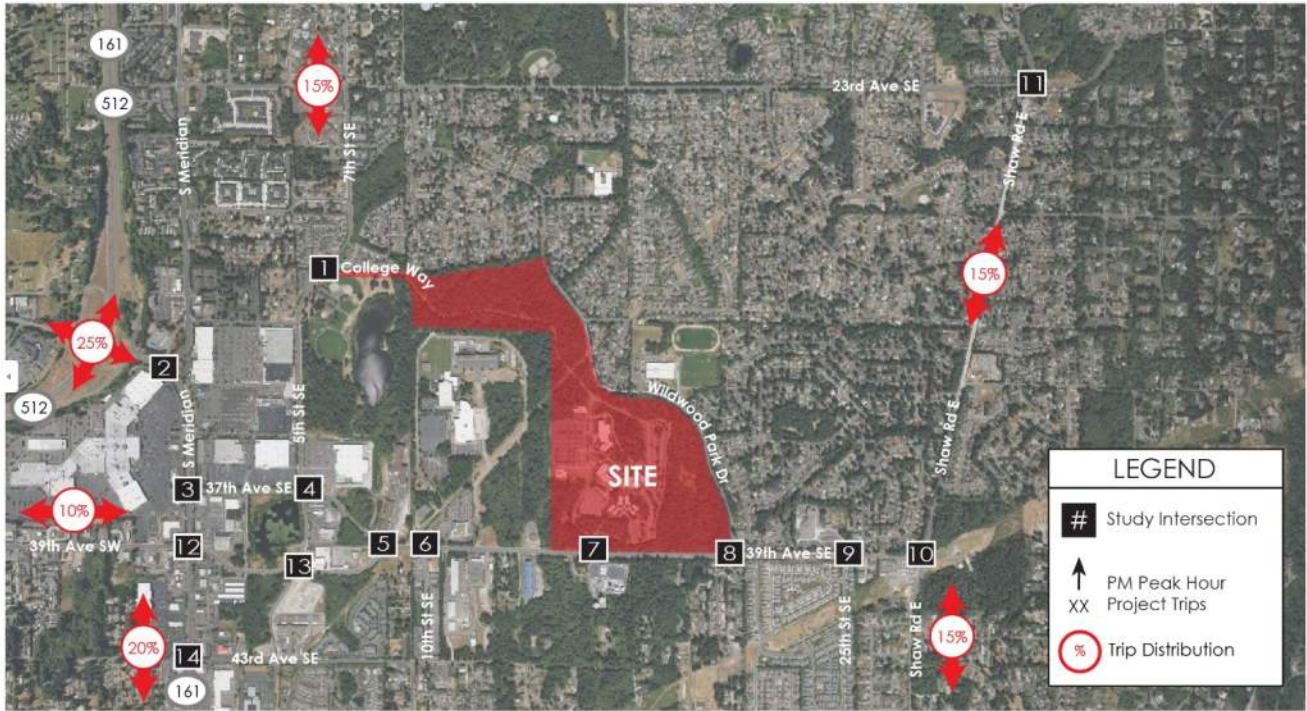 161
15%
23rd Ave SE
11
512
S Meridian
7th St SE
Shaw Rd E
1
College Way
15%
25%
2
512
5th St SE
Wildwood Park Dr
S Meridian
Shaw Rd E
SITE
LEGEND
# Study Intersection
PM Peak Hour
XX Project Trips
% Trip Distribution
3
37th Ave SE
4
10%
39th Ave SW
12
13
5
6
7
8
39th Ave SE
9
10
20%
14
43rd Ave SE
161
10th St SE
25th St SE
Shaw Rd E
15%